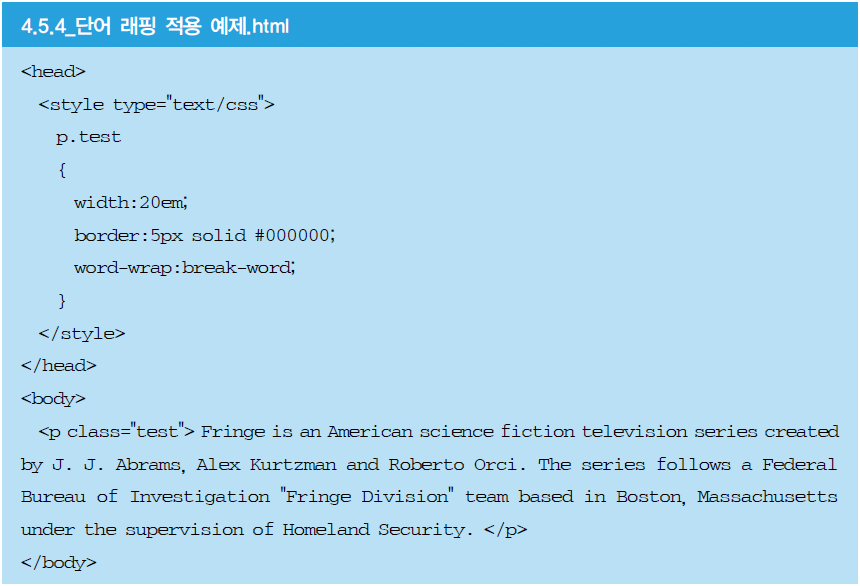 4.5.4_단어 래핑 적용 예제.html
<head>
<style type="text/css">
p.test
{
width:20em;
border:5px solid #000000;
word-wrap:break-word;
}
</style>
</head>
<body>
<p class="test"> Fringe is an American science fiction television series created
by J. J. Abrams, Alex Kurtzman and Roberto Orci. The series follows a Federal
Bureau of Investigation "Fringe Division" team based in Boston, Massachusetts
under the supervision of Homeland Security. </p>
</body>